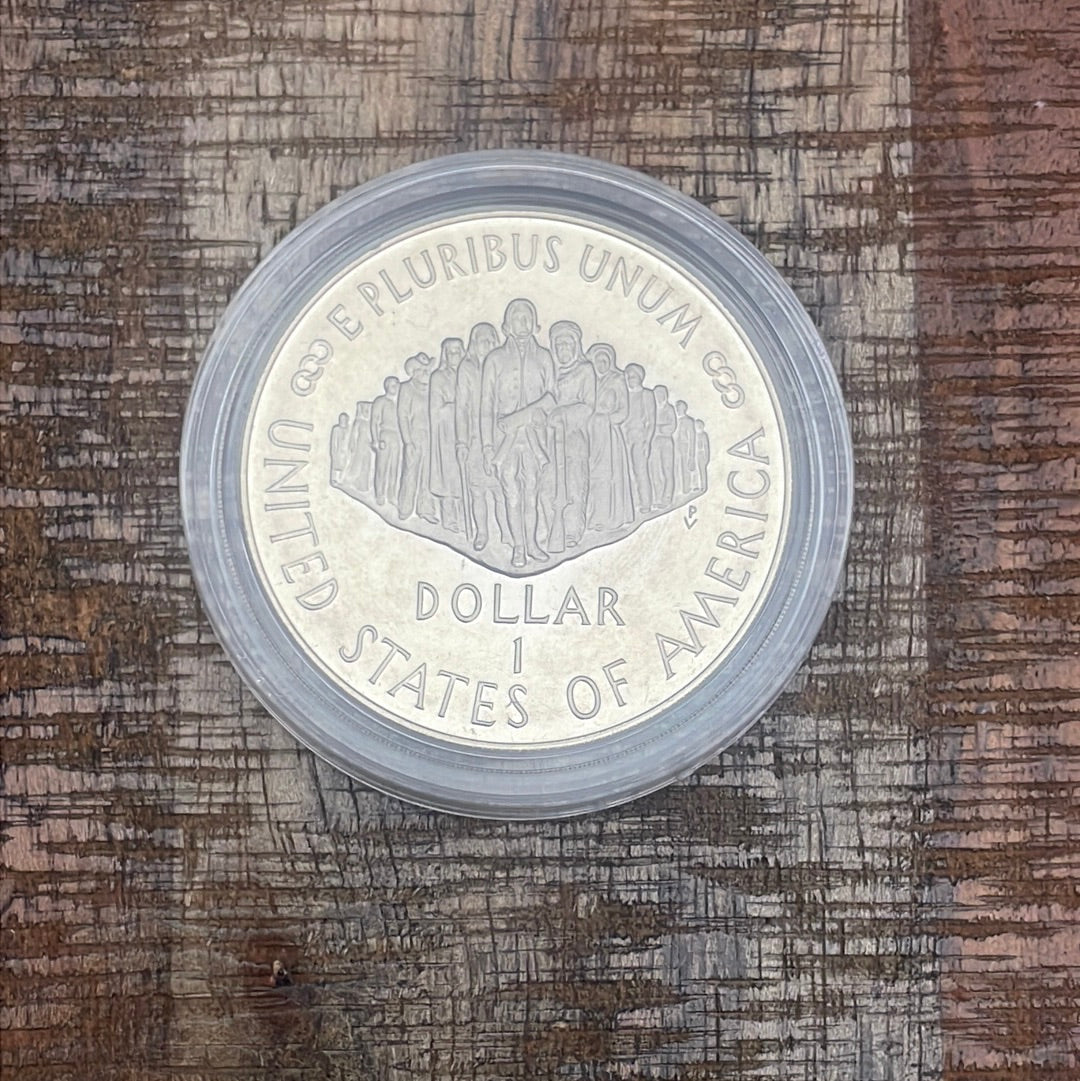 E PLURIBUS UNUM
P
DOLLAR
1
UNITED STATES OF AMERICA